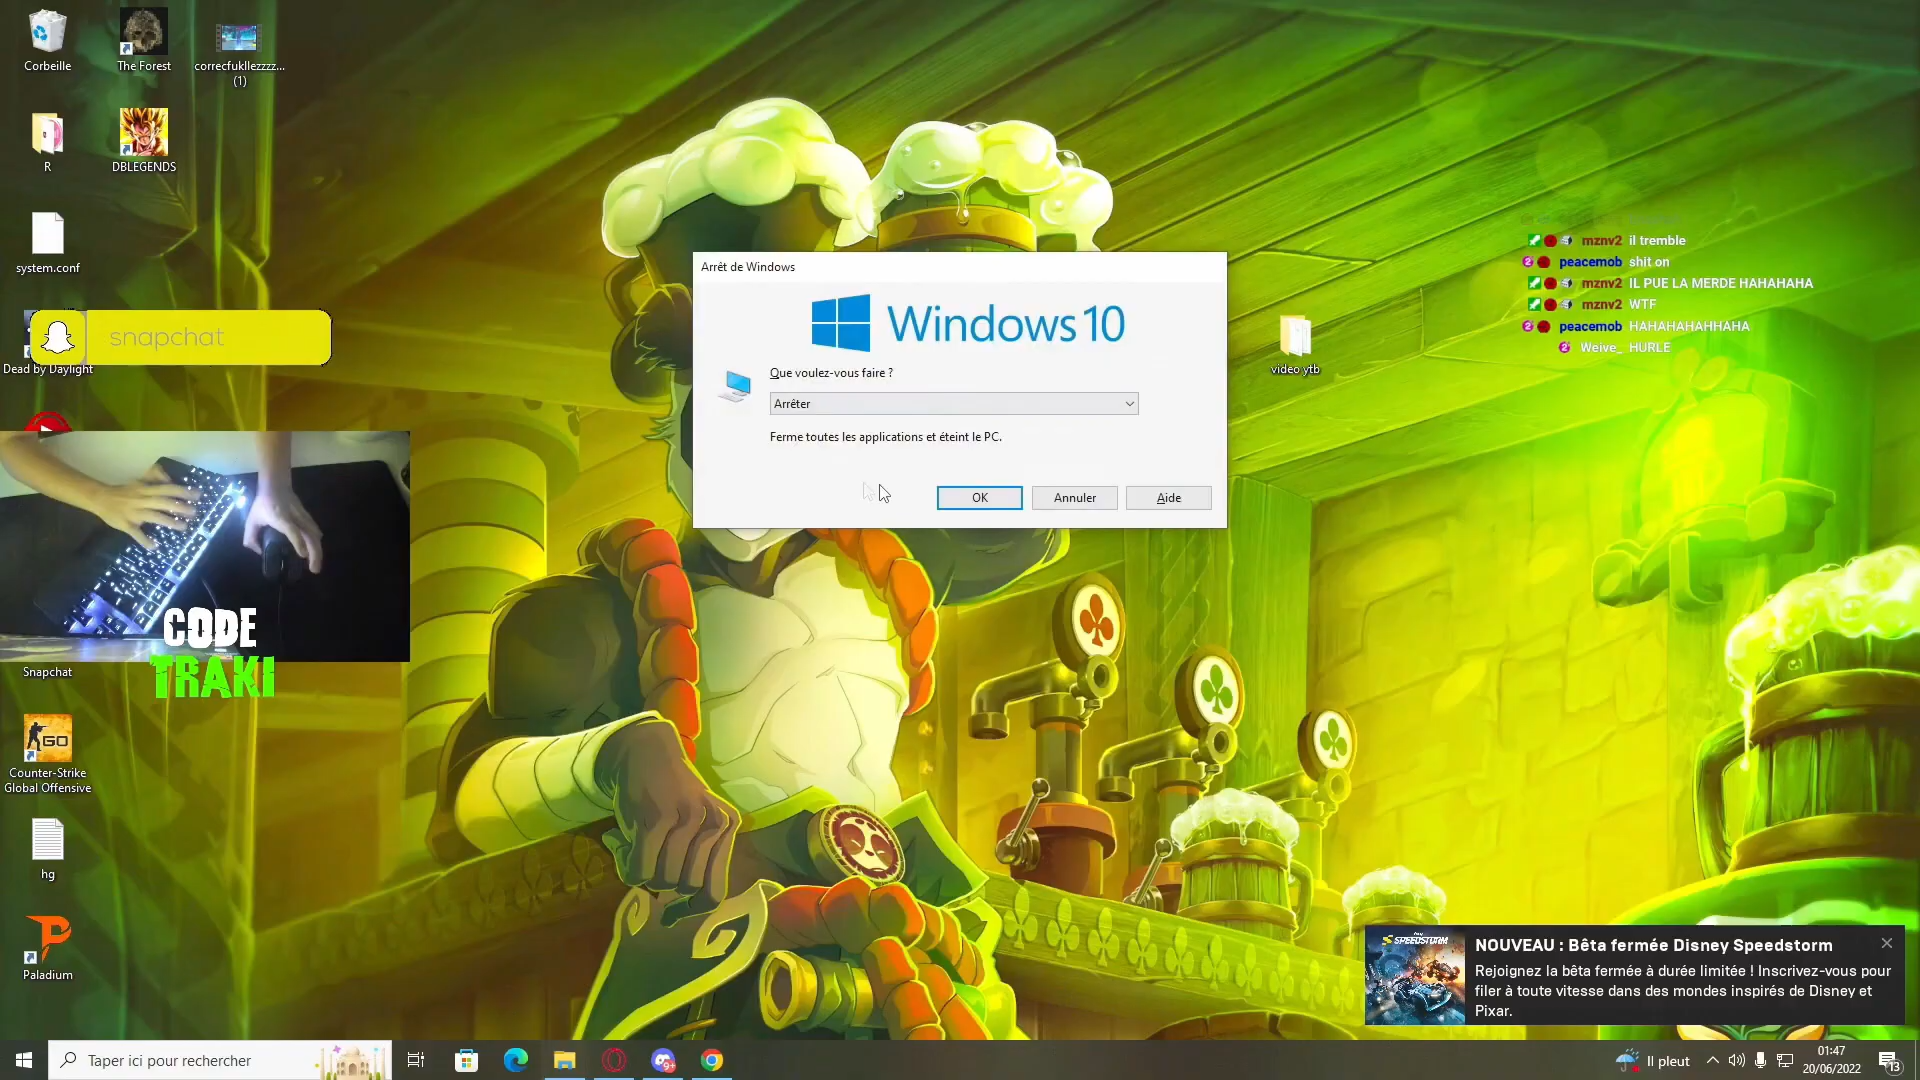 Corbeille
The Forest
correcfukllezzzz...
(1)
R
DBLEGENDS
system.conf
snapchat
Dead by Daylight
CODE
TRAKI
Snapchat
GO
Counter-Strike
Global Offensive
hg
Paladium
Arrêt de Windows
Windows 10
Que voulez-vous faire ?
Arrêter
Ferme toutes les applications et éteint le PC.
OK
Annuler
Aide
video ytb
mznv2 il tremble
peacemob shit on
mznv2 IL PUE LA MERDE HAHAHAHA
mznv2 WTF
peacemob HAHAHAHAHHAHA
Weive_ HURLE
SPEEDSTORM
NOUVEAU : Bêta fermée Disney Speedstorm
Rejoignez la bêta fermée à durée limitée ! Inscrivez-vous pour
filer à toute vitesse dans des mondes inspirés de Disney et
Pixar.
Taper ici pour rechercher
9+
Il pleut
01:47
20/06/2022
13